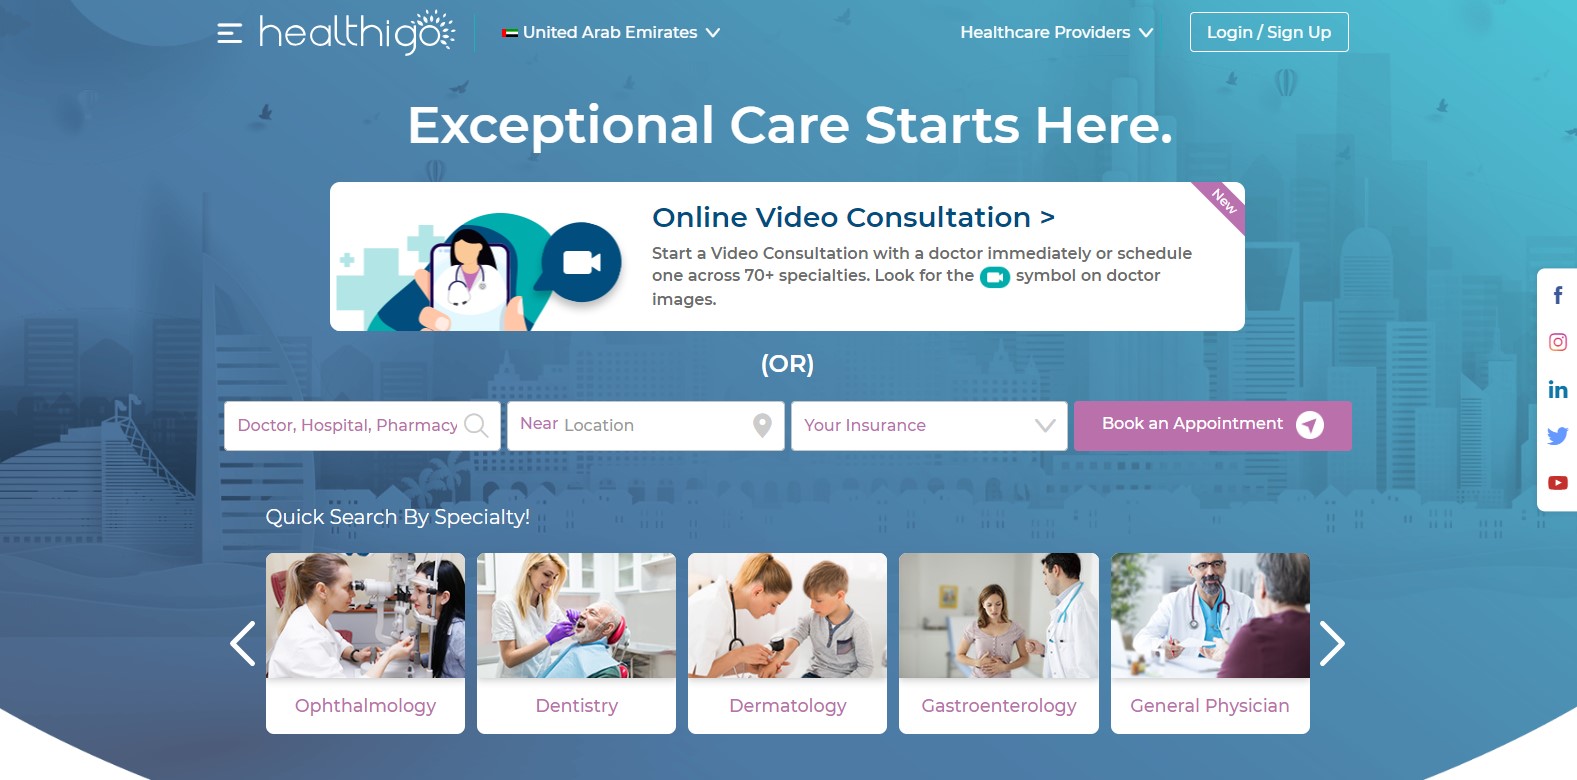 healthigo
United Arab Emirates
Healthcare Providers
Login / Sign Up
Exceptional Care Starts Here.
New
Online Video Consultation >
Start a Video Consultation with a doctor immediately or schedule
one across 70+ specialties. Look for the symbol on doctor
images.
(OR)
Doctor, Hospital, Pharmacy
Near Location
Your Insurance
Book an Appointment
Quick Search By Specialty!
Ophthalmology
Dentistry
Dermatology
Gastroenterology
General Physician